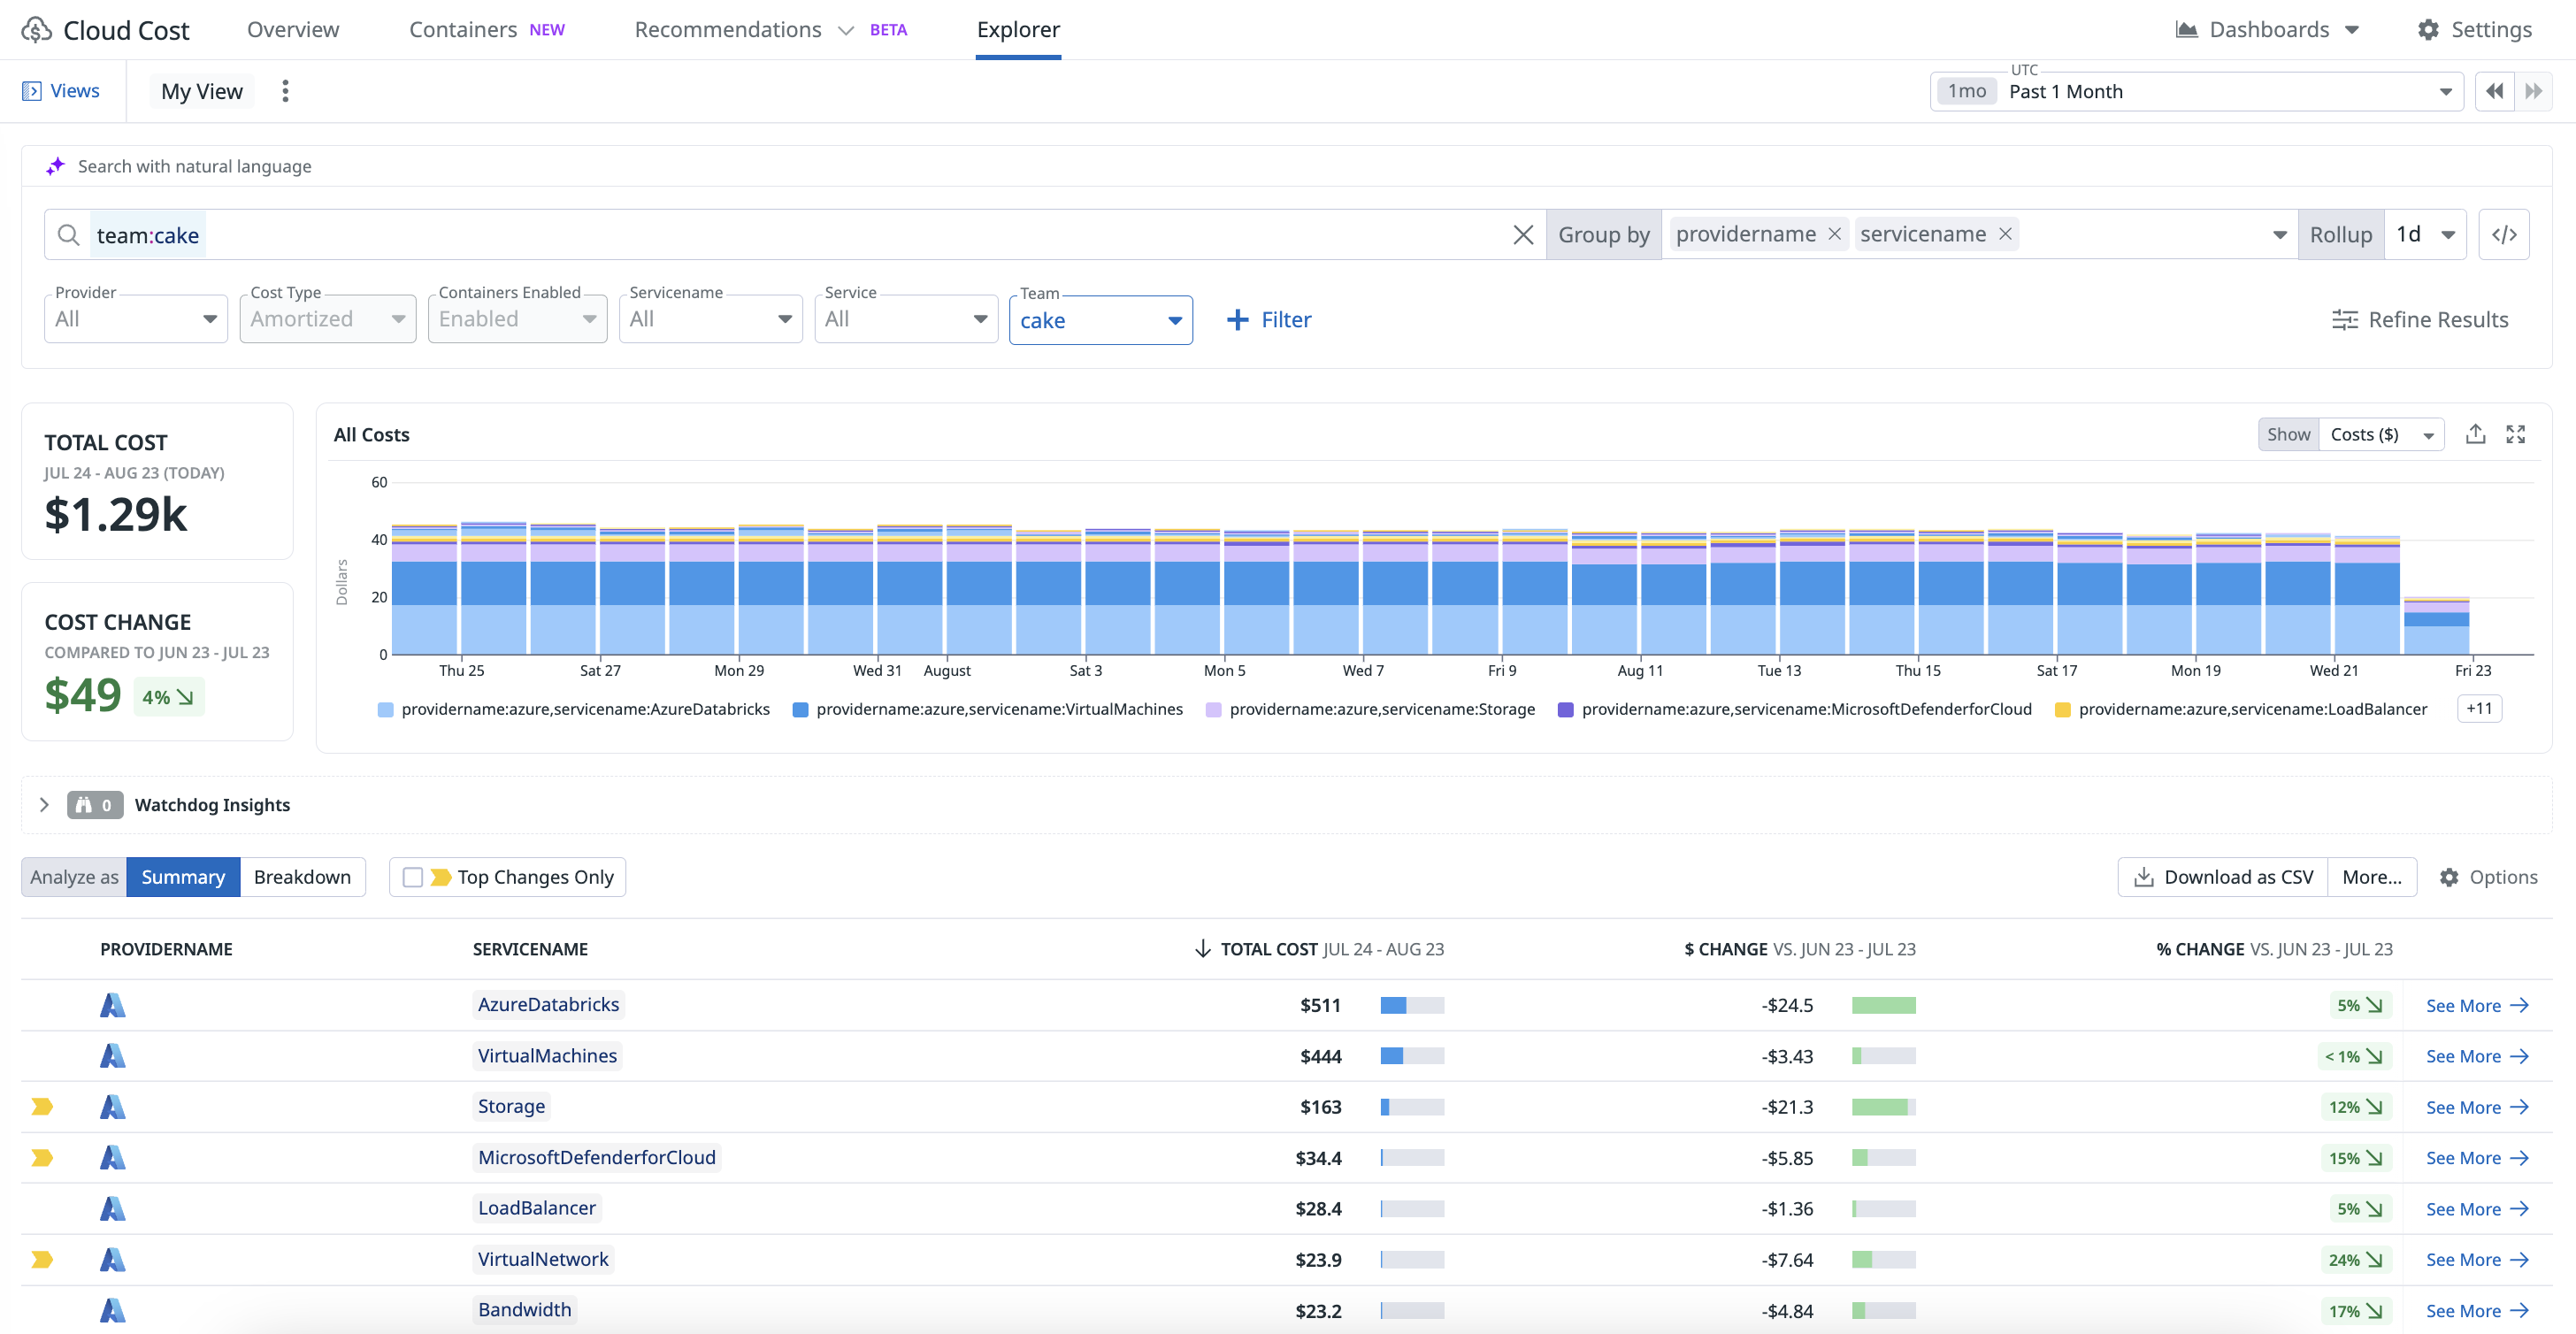 Cloud Cost Overview Containers NEW Recommendations BETA Explorer Dashboards Settings
Views My View 1mo UTC Past 1 Month
Search with natural language
team:cake Group by providername servicename Rollup 1d </>
Provider All Cost Type Amortized Containers Enabled Enabled Servicename All Service All Team cake Filter Refine Results
TOTAL COST
JUL 24 - AUG 23 (TODAY)
$1.29k
COST CHANGE
COMPARED TO JUN 23 - JUL 23
$49 4%
All Costs Show Costs ($)
Dollars
60
40
20
0
Thu 25 Sat 27 Mon 29 Wed 31 August Sat 3 Mon 5 Wed 7 Fri 9 Aug 11 Tue 13 Thu 15 Sat 17 Mon 19 Wed 21 Fri 23
providername:azure,servicename:AzureDatabricks providername:azure,servicename:VirtualMachines providername:azure,servicename:Storage providername:azure,servicename:MicrosoftDefenderforCloud providername:azure,servicename:LoadBalancer +11
0 Watchdog Insights
Analyze as Summary Breakdown Top Changes Only Download as CSV More... Options
PROVIDERNAME SERVICENAME TOTAL COST JUL 24 - AUG 23 $ CHANGE VS. JUN 23 - JUL 23 % CHANGE VS. JUN 23 - JUL 23
AzureDatabricks $511 -$24.5 5% See More
VirtualMachines $444 -$3.43 < 1% See More
Storage $163 -$21.3 12% See More
MicrosoftDefenderforCloud $34.4 -$5.85 15% See More
LoadBalancer $28.4 -$1.36 5% See More
VirtualNetwork $23.9 -$7.64 24% See More
Bandwidth $23.2 -$4.84 17% See More